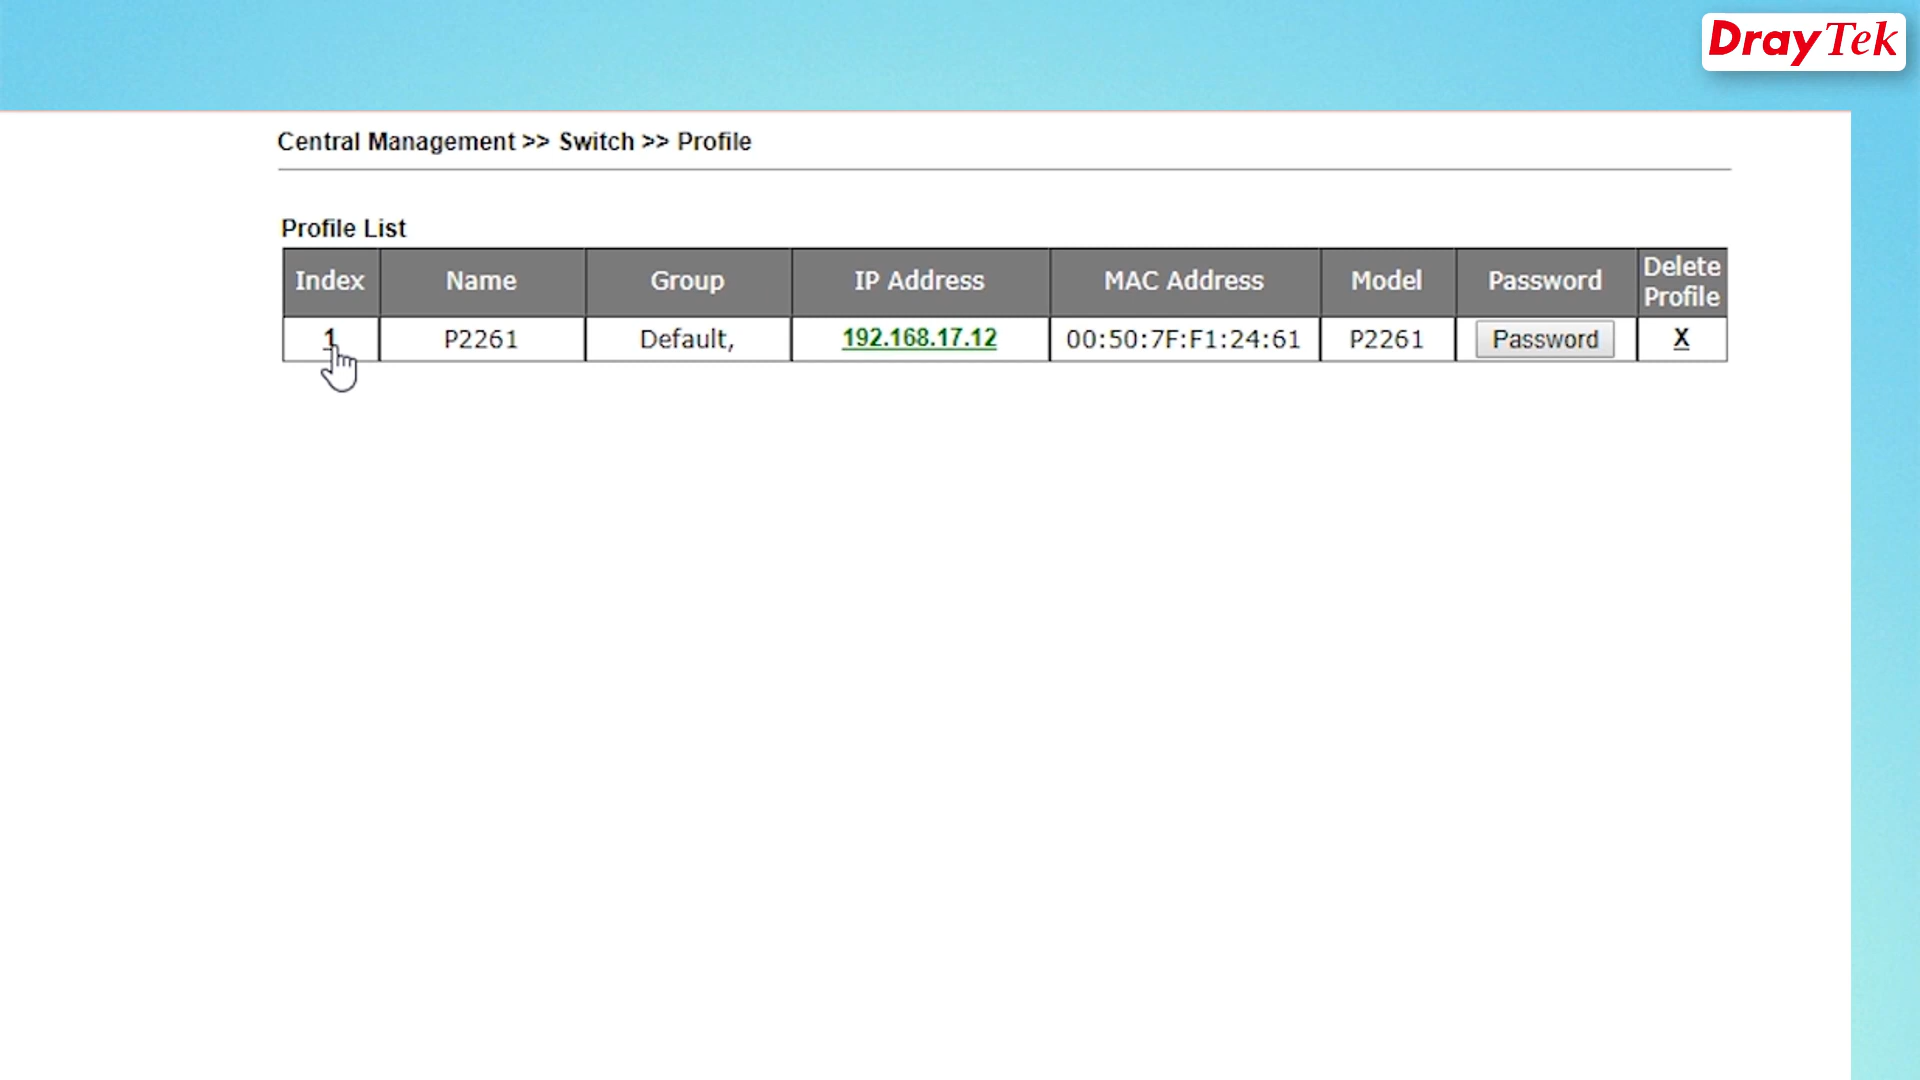 DrayTek
Central Management >> Switch >> Profile
Profile List
Index Name Group IP Address MAC Address Model Password Delete Profile
1 P2261 Default, 192.168.17.12 00:50:7F:F1:24:61 P2261 Password X